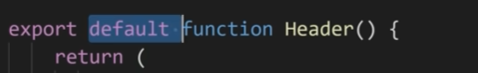 export default function Header() {
return (